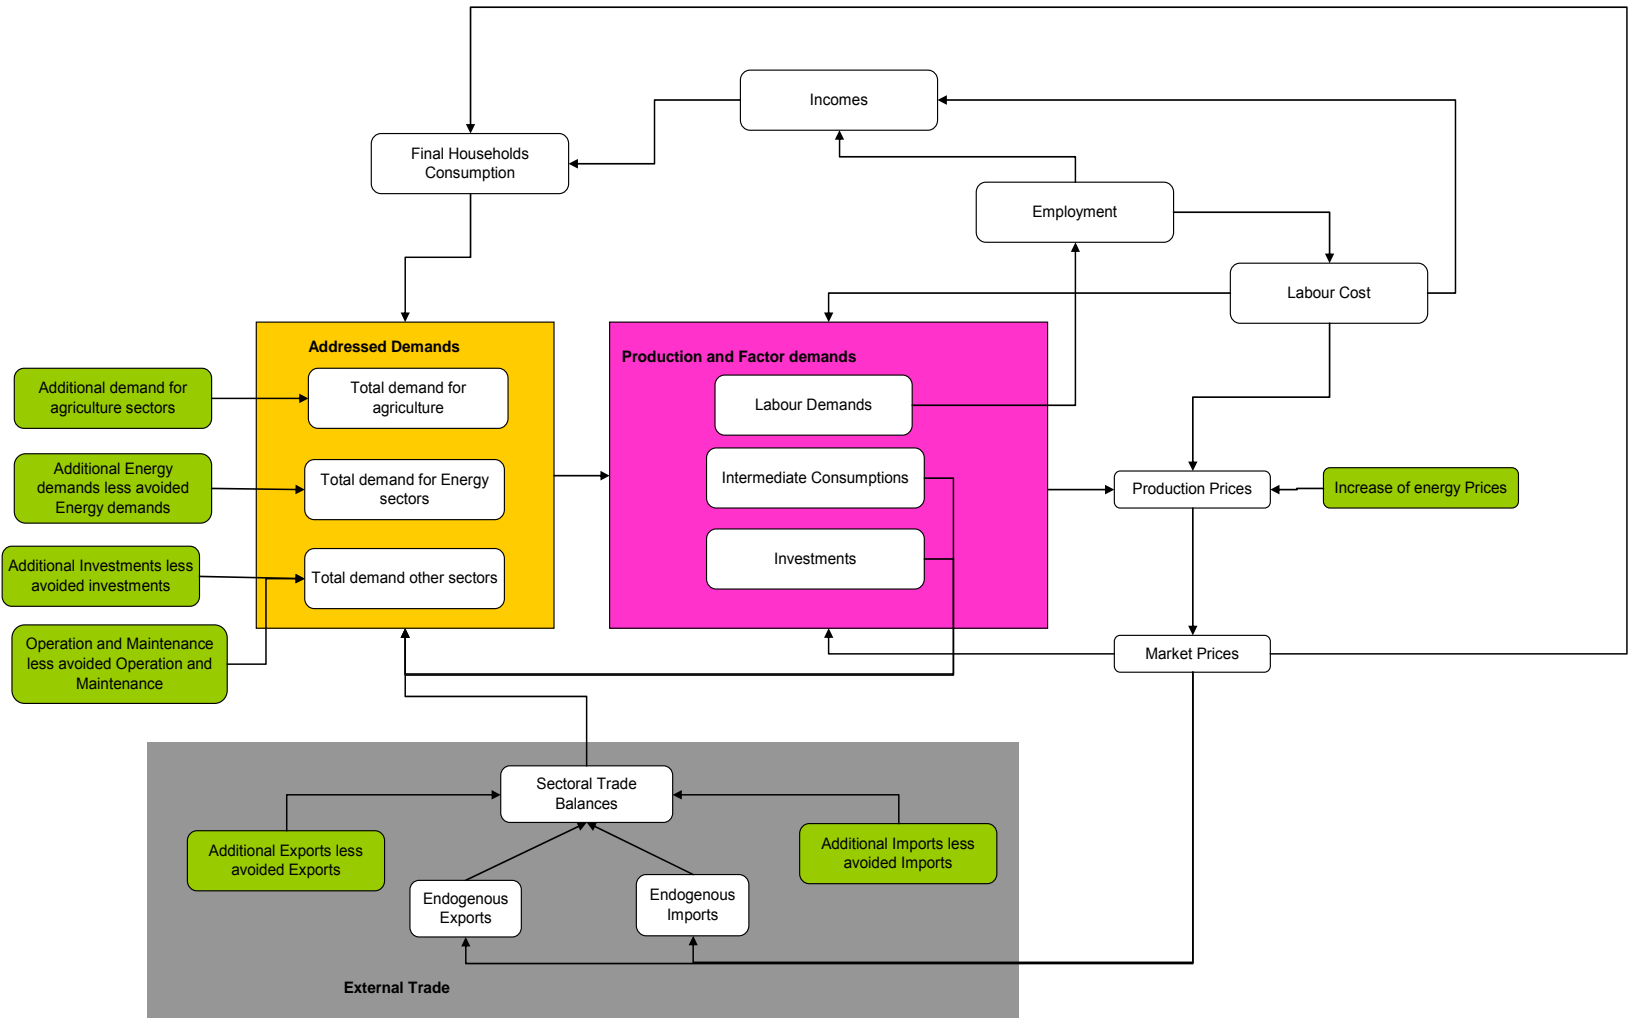 Incomes
Final Households
Consumption
Employment
Labour Cost
Addressed Demands
Production and Factor demands
Additional demand for
agriculture sectors
Total demand for
agriculture
Labour Demands
Additional Energy
demands less avoided
Energy demands
Total demand for Energy
sectors
Intermediate Consumptions
Production Prices
Increase of energy Prices
Additional Investments less
avoided investments
Total demand other sectors
Investments
Operation and Maintenance
less avoided Operation and
Maintenance
Market Prices
Sectoral Trade
Balances
Additional Exports less
avoided Exports
Additional Imports less
avoided Imports
Endogenous
Exports
Endogenous
Imports
External Trade